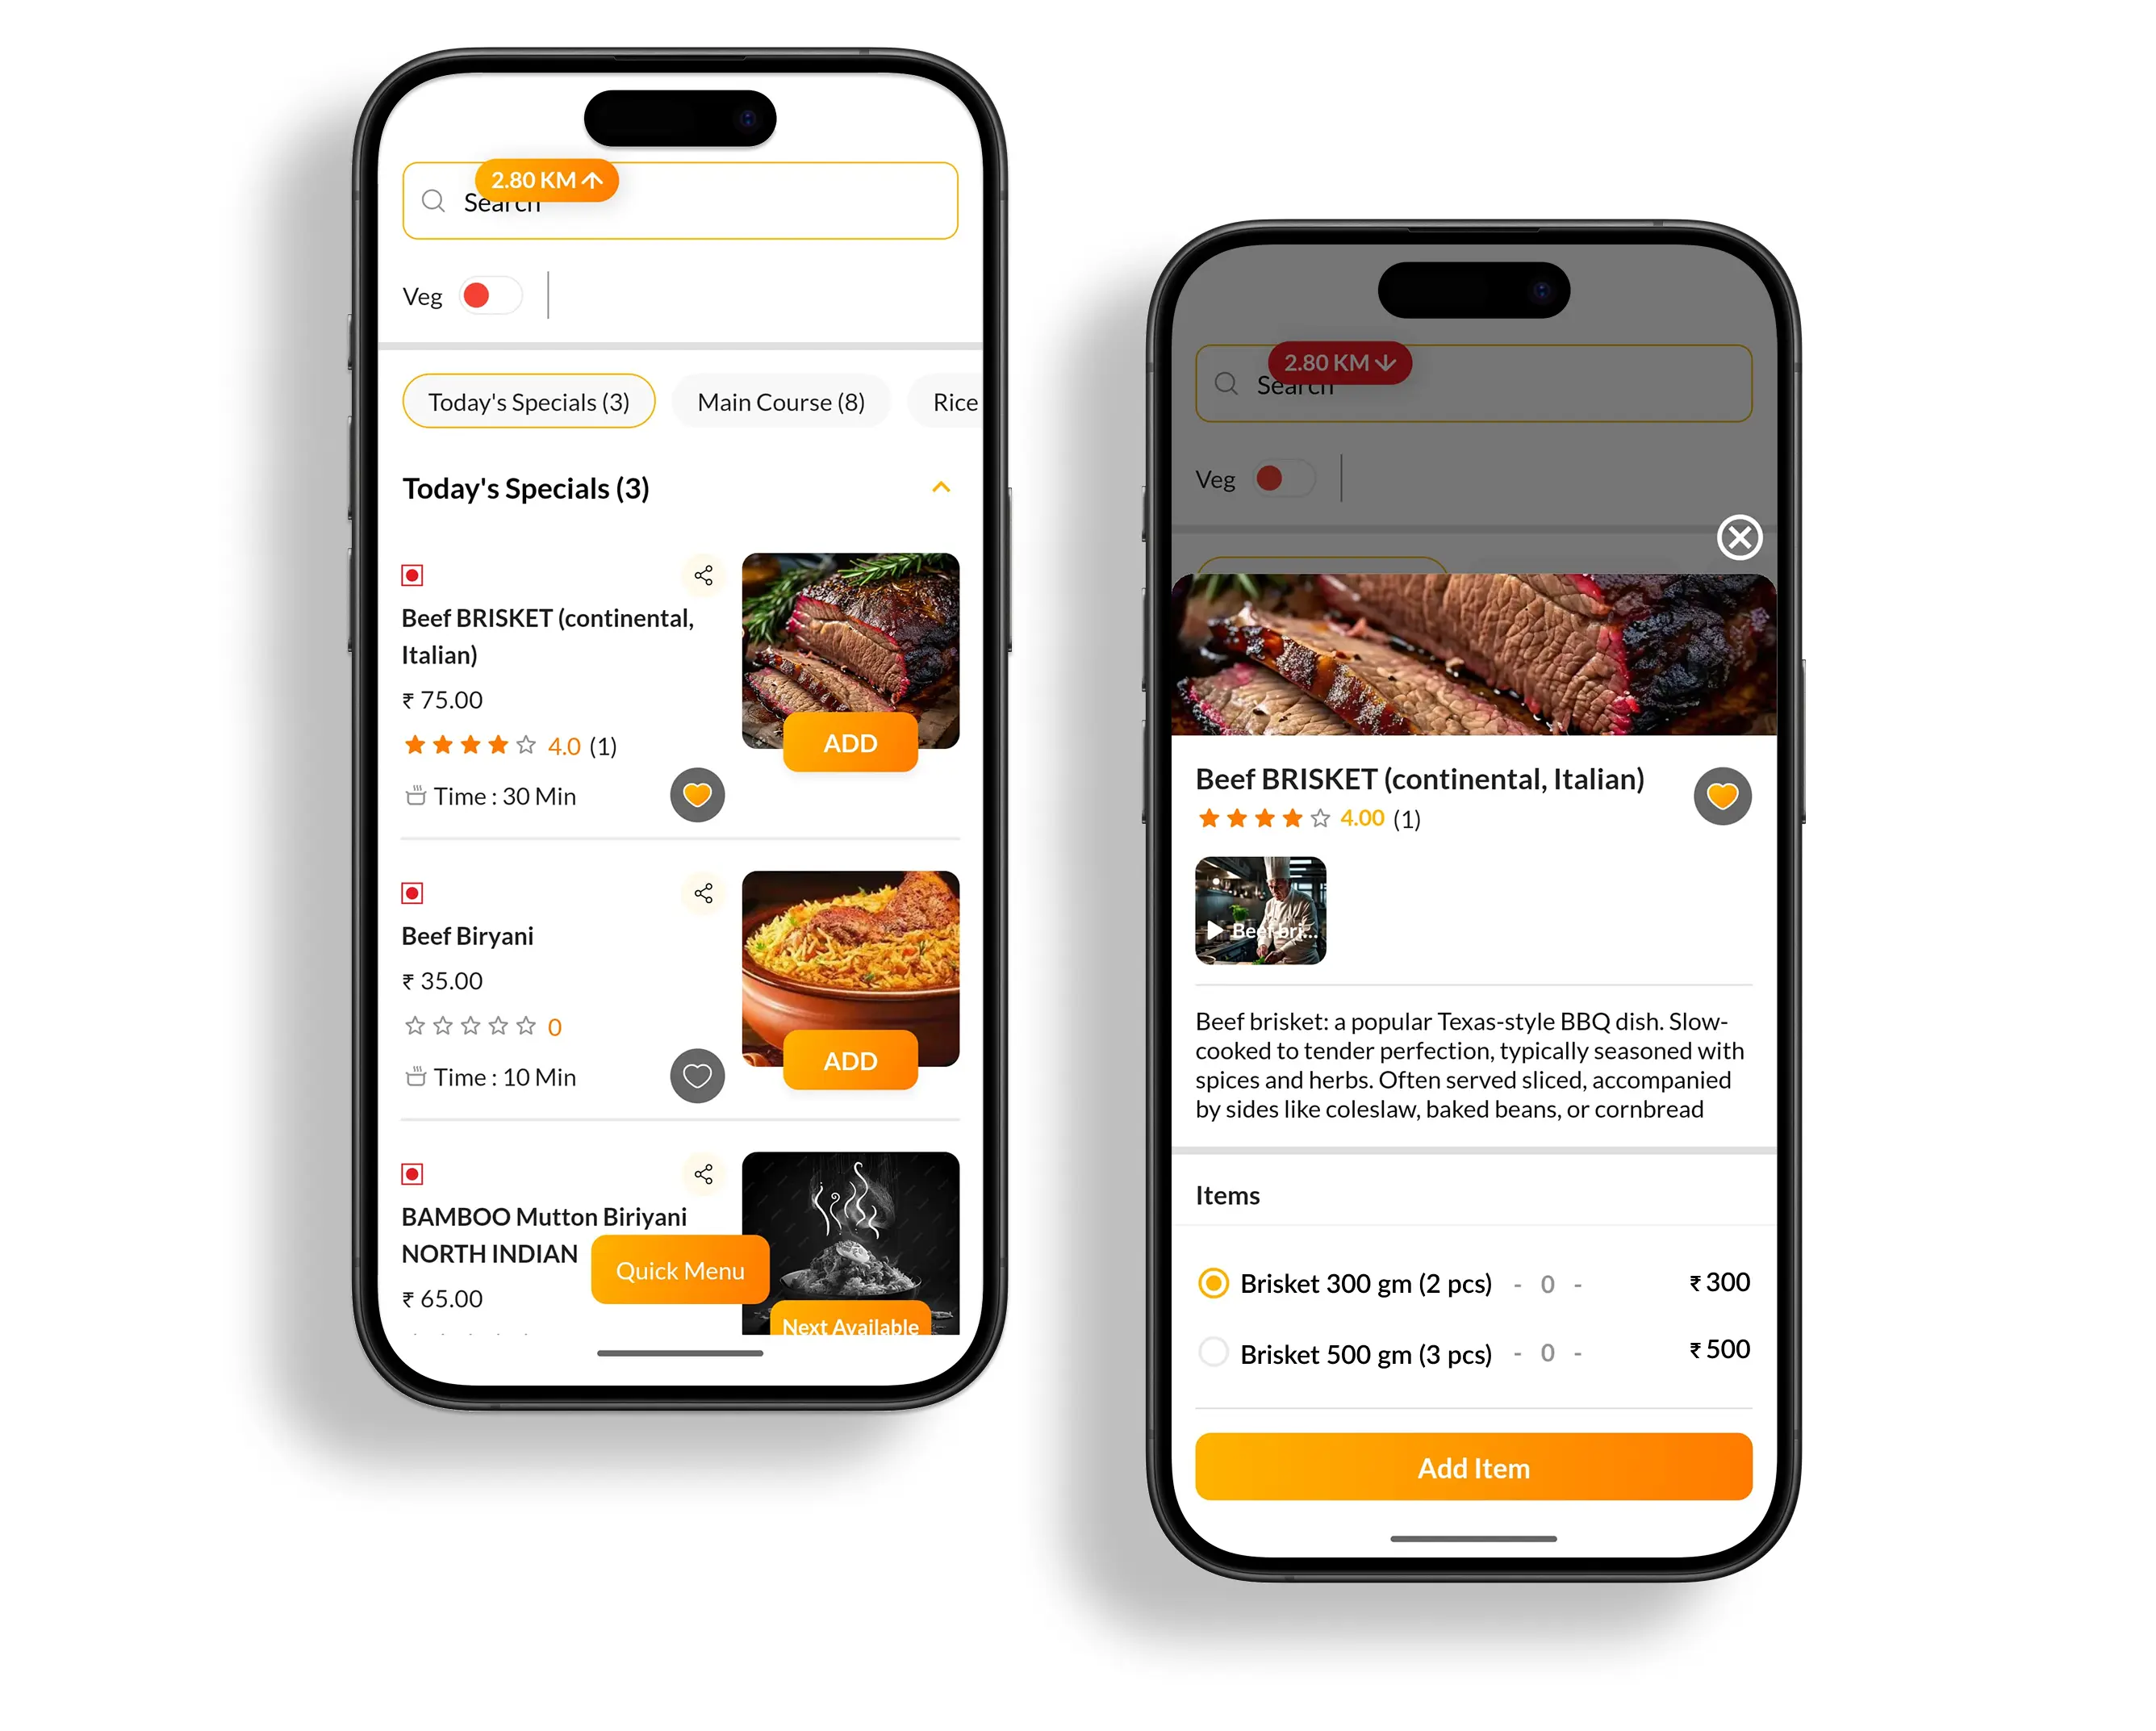 2.80 KM
Search
Veg
Today's Specials (3)
Main Course (8)
Rice
Today's Specials (3)
Beef BRISKET (continental,
Italian)
₹ 75.00
4.0 (1)
Time : 30 Min
ADD
Beef Biryani
₹ 35.00
0
Time : 10 Min
ADD
BAMBOO Mutton Biriyani
NORTH INDIAN
₹ 65.00
Quick Menu
Next Available
2.80 KM
Search
Veg
Beef BRISKET (continental, Italian)
4.00 (1)
Beef bri...
Beef brisket: a popular Texas-style BBQ dish. Slow-
cooked to tender perfection, typically seasoned with
spices and herbs. Often served sliced, accompanied
by sides like coleslaw, baked beans, or cornbread
Items
Brisket 300 gm (2 pcs) - 0 - ₹ 300
Brisket 500 gm (3 pcs) - 0 - ₹ 500
Add Item